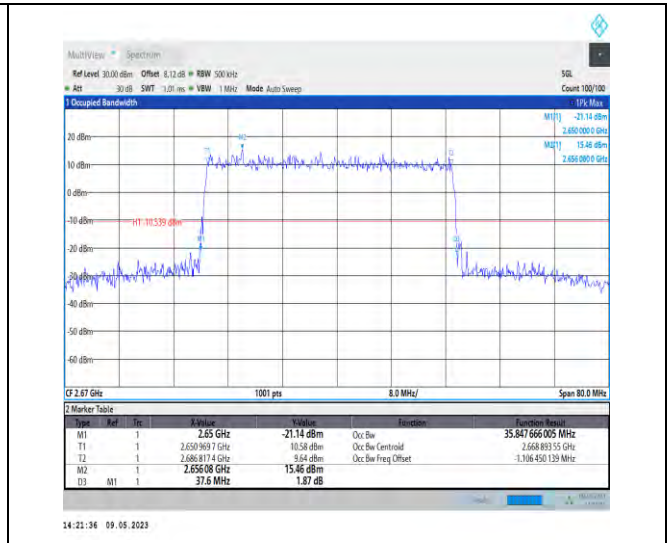 MultiView Spectrum
Ref Level 30.00 dBm Offset 8.12 dB RBW 500 kHz SGL
Att 30 dB SWT 1.01 ms VBW 1 MHz Mode Auto Sweep Count 100/100
1 Occupied Bandwidth 1Pk Max
M1[1] -21.14 dBm
2.650 000 0 GHz
M2[1] 15.46 dBm
2.656 080 0 GHz
M2
T1
T2
20 dBm
10 dBm
0 dBm
-10 dBm
H1 -10.539 dBm
M1
D3
-20 dBm
-30 dBm
-40 dBm
-50 dBm
-60 dBm
CF 2.67 GHz 1001 pts 8.0 MHz/ Span 80.0 MHz
2 Marker Table
Type Ref Trc X-Value Y-Value Function Function Result
M1 1 2.65 GHz -21.14 dBm Occ Bw 35.847 666 005 MHz
T1 1 2.650 969 7 GHz 10.58 dBm Occ Bw Centroid 2.668 893 55 GHz
T2 1 2.686 817 4 GHz 9.64 dBm Occ Bw Freq Offset -1.106 450 139 MHz
M2 1 2.656 08 GHz 15.46 dBm
D3 M1 1 37.6 MHz 1.87 dB
14:21:36 09.05.2023